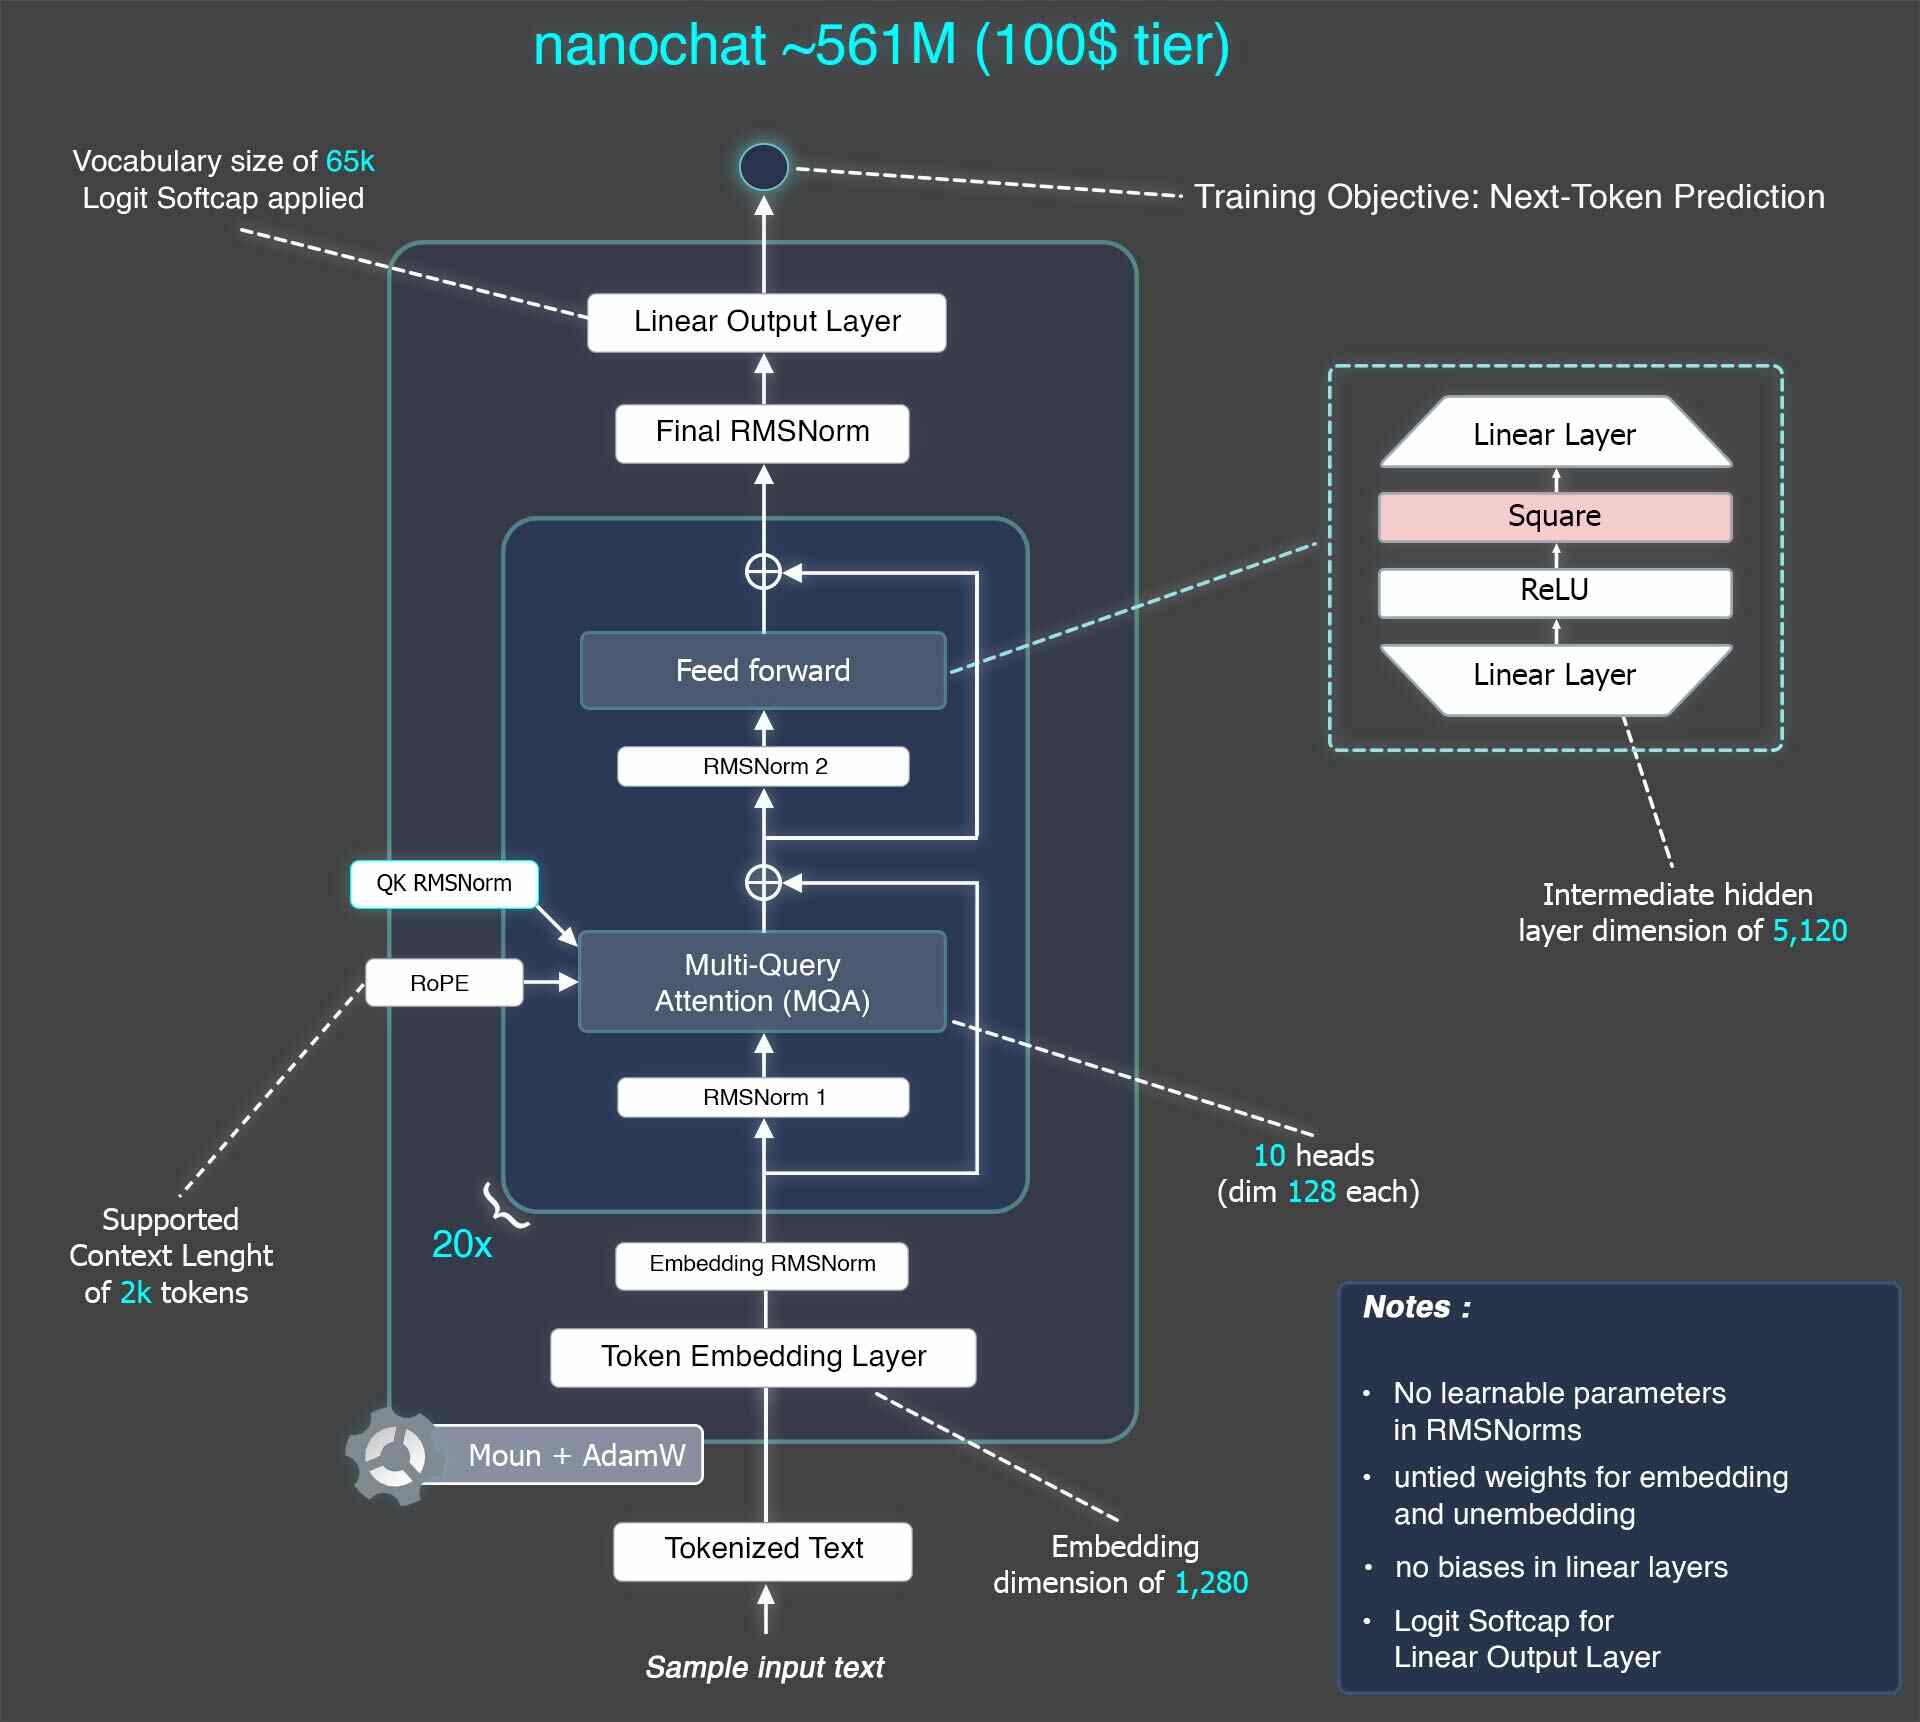 nanochat ~561M (100$ tier)
Vocabulary size of 65k
Logit Softcap applied
Training Objective: Next-Token Prediction
Linear Output Layer
Final RMSNorm
Linear Layer
Square
ReLU
Linear Layer
Feed forward
RMSNorm 2
QK RMSNorm
Intermediate hidden
layer dimension of 5,120
Multi-Query
Attention (MQA)
RoPE
RMSNorm 1
10 heads
(dim 128 each)
Supported
Context Lenght
of 2k tokens
20x
Embedding RMSNorm
Token Embedding Layer
Moun + AdamW
Tokenized Text
Embedding
dimension of 1,280
Sample input text
Notes :
• No learnable parameters
in RMSNorms
• untied weights for embedding
and unembedding
• no biases in linear layers
• Logit Softcap for
Linear Output Layer